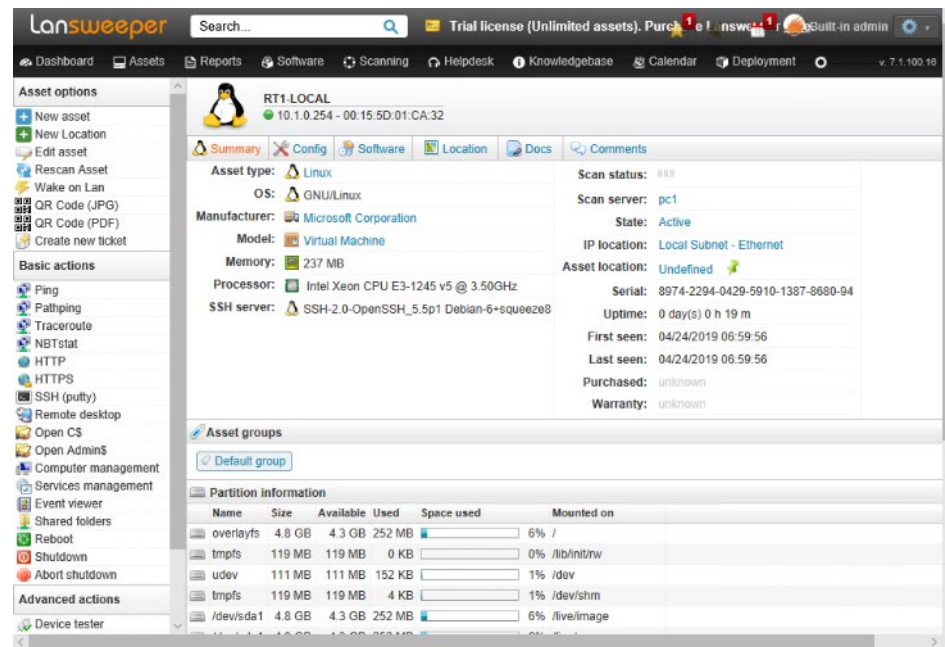 Lansweeper Search... Trial license (Unlimited assets). Built-in admin
Dashboard Assets Reports Software Scanning Helpdesk Knowledgebase Calendar Deployment v. 7.1.100.16
Asset options
New asset
New Location
Edit asset
Rescan Asset
Wake on Lan
QR Code (JPG)
QR Code (PDF)
Create new ticket
Basic actions
Ping
Pathping
Traceroute
NBTstat
HTTP
HTTPS
SSH (putty)
Remote desktop
Open C$
Open Admin$
Computer management
Services management
Event viewer
Shared folders
Reboot
Shutdown
Abort shutdown
Advanced actions
Device tester
RT1-LOCAL
10.1.0.254 - 00:15:5D:01:CA:32
Summary Config Software Location Docs Comments
Asset type: Linux
OS: GNU/Linux
Manufacturer: Microsoft Corporation
Model: Virtual Machine
Memory: 237 MB
Processor: Intel Xeon CPU E3-1245 v5 @ 3.50GHz
SSH server: SSH-2.0-OpenSSH_5.5p1 Debian-6+squeeze8
Scan status:
Scan server: pc1
State: Active
IP location: Local Subnet - Ethernet
Asset location: Undefined
Serial: 8974-2294-0429-5910-1387-8680-94
Uptime: 0 day(s) 0 h 19 m
First seen: 04/24/2019 06:59:56
Last seen: 04/24/2019 06:59:56
Purchased: unknown
Warranty: unknown
Asset groups
Default group
Partition information
Name Size Available Used Space used Mounted on
overlayfs 4.8 GB 4.3 GB 252 MB 6% /
tmpfs 119 MB 119 MB 0 KB 0% /lib/init/rw
udev 111 MB 111 MB 152 KB 1% /dev
tmpfs 119 MB 119 MB 4 KB 1% /dev/shm
/dev/sda1 4.8 GB 4.3 GB 252 MB 6% /live/image